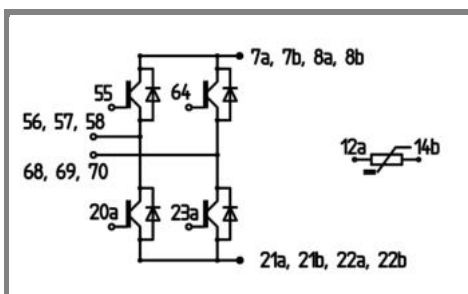 7a, 7b, 8a, 8b
55
64
56, 57, 58
12a
14b
68, 69, 70
20a
23a
21a, 21b, 22a, 22b